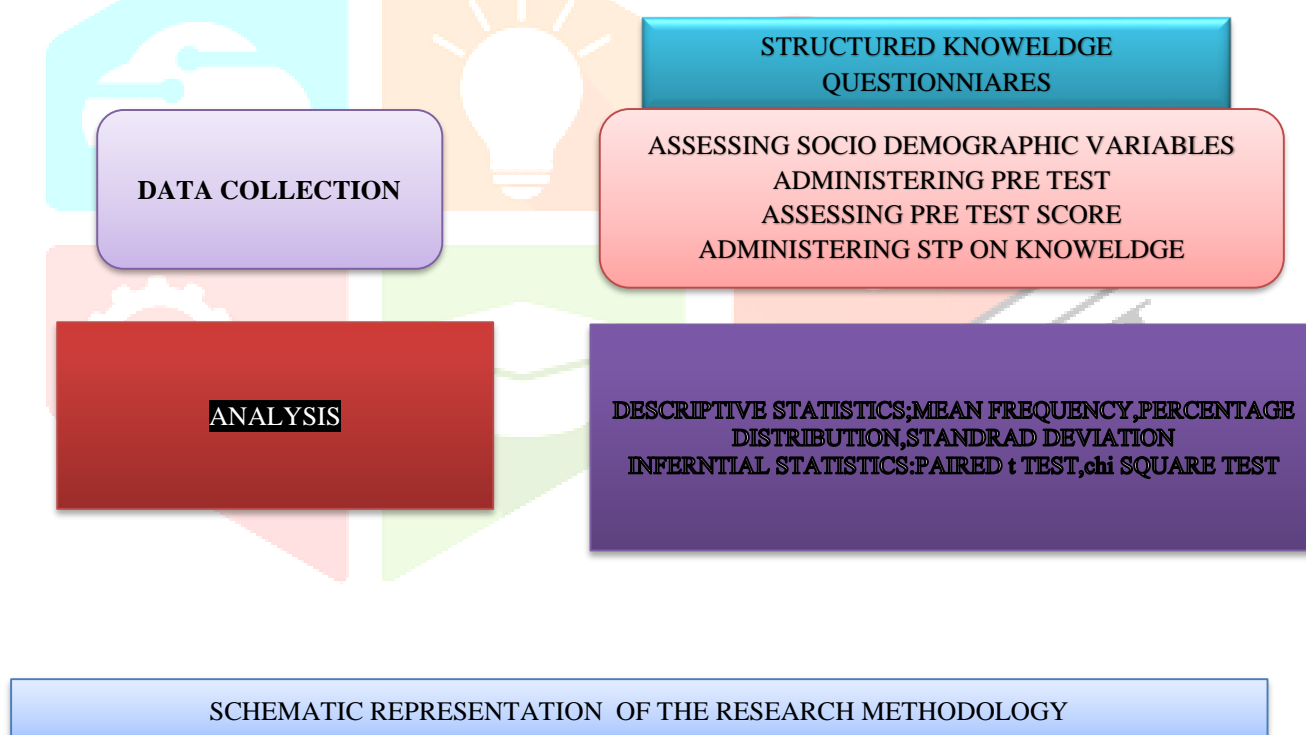 STRUCTURED KNOWELDGE
QUESTIONNIARES
DATA COLLECTION
ASSESSING SOCIO DEMOGRAPHIC VARIABLES
ADMINISTERING PRE TEST
ASSESSING PRE TEST SCORE
ADMINISTERING STP ON KNOWELDGE
ANALYSIS
DESCRIPTIVE STATISTICS;MEAN FREQUENCY,PERCENTAGE
DISTRIBUTION,STANDRAD DEVIATION
INFERNTIAL STATISTICS:PAIRED t TEST,chi SQUARE TEST
SCHEMATIC REPRESENTATION OF THE RESEARCH METHODOLOGY